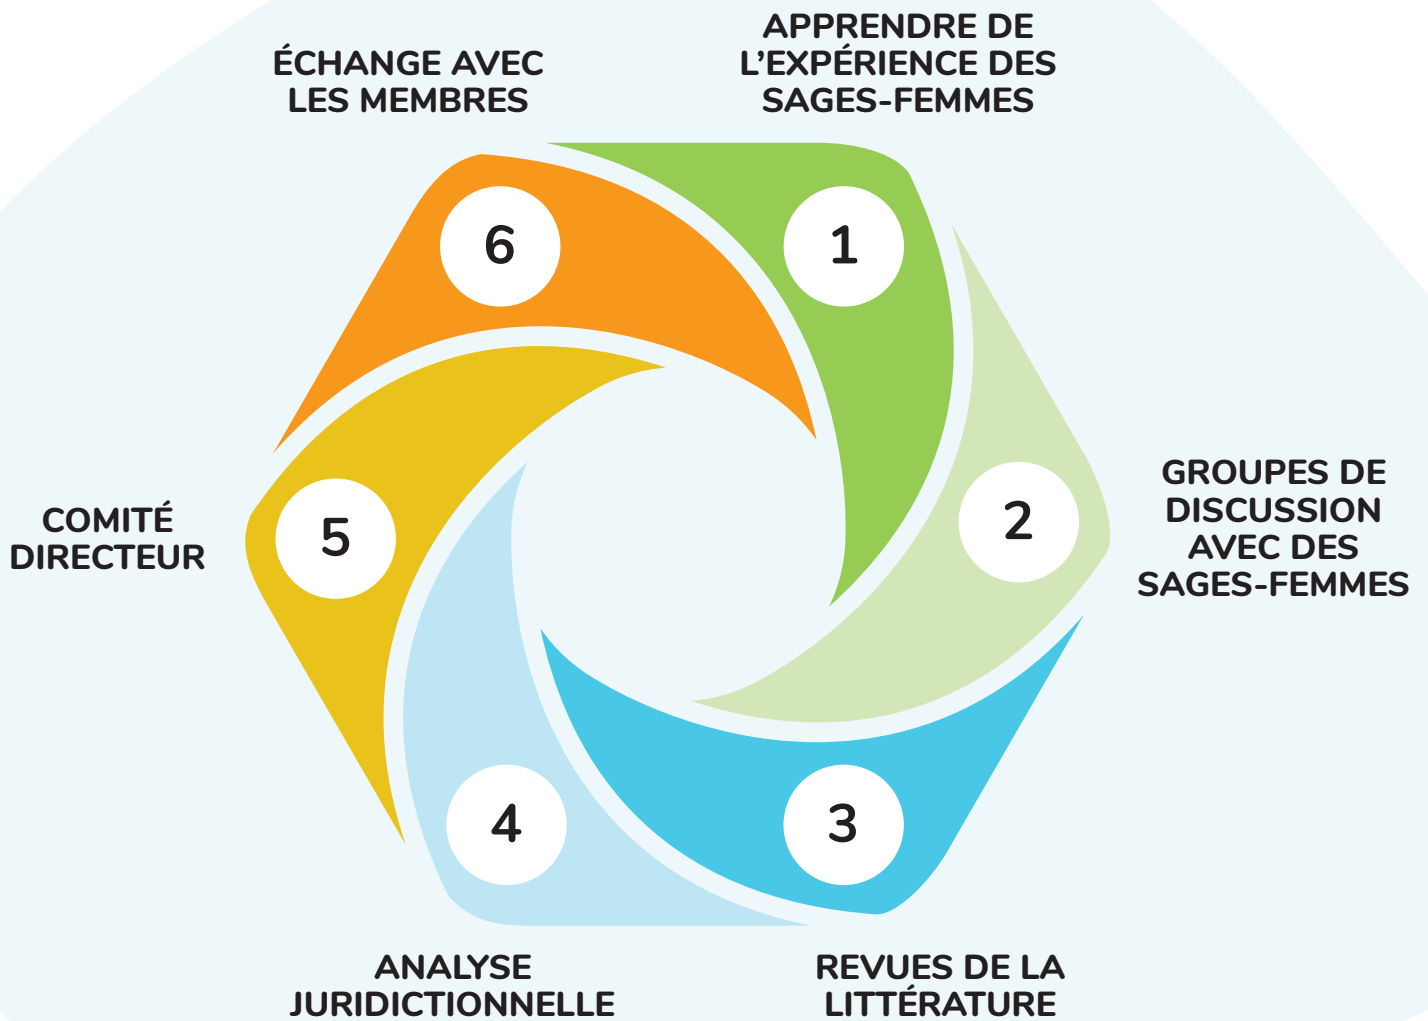 APPRENDRE DE
L'EXPÉRIENCE DES
SAGES-FEMMES
1
GROUPES DE
DISCUSSION
AVEC DES
SAGES-FEMMES
2
REVUES DE LA
LITTÉRATURE
3
ANALYSE
JURIDICTIONNELLE
4
COMITÉ
DIRECTEUR
5
ÉCHANGE AVEC
LES MEMBRES
6